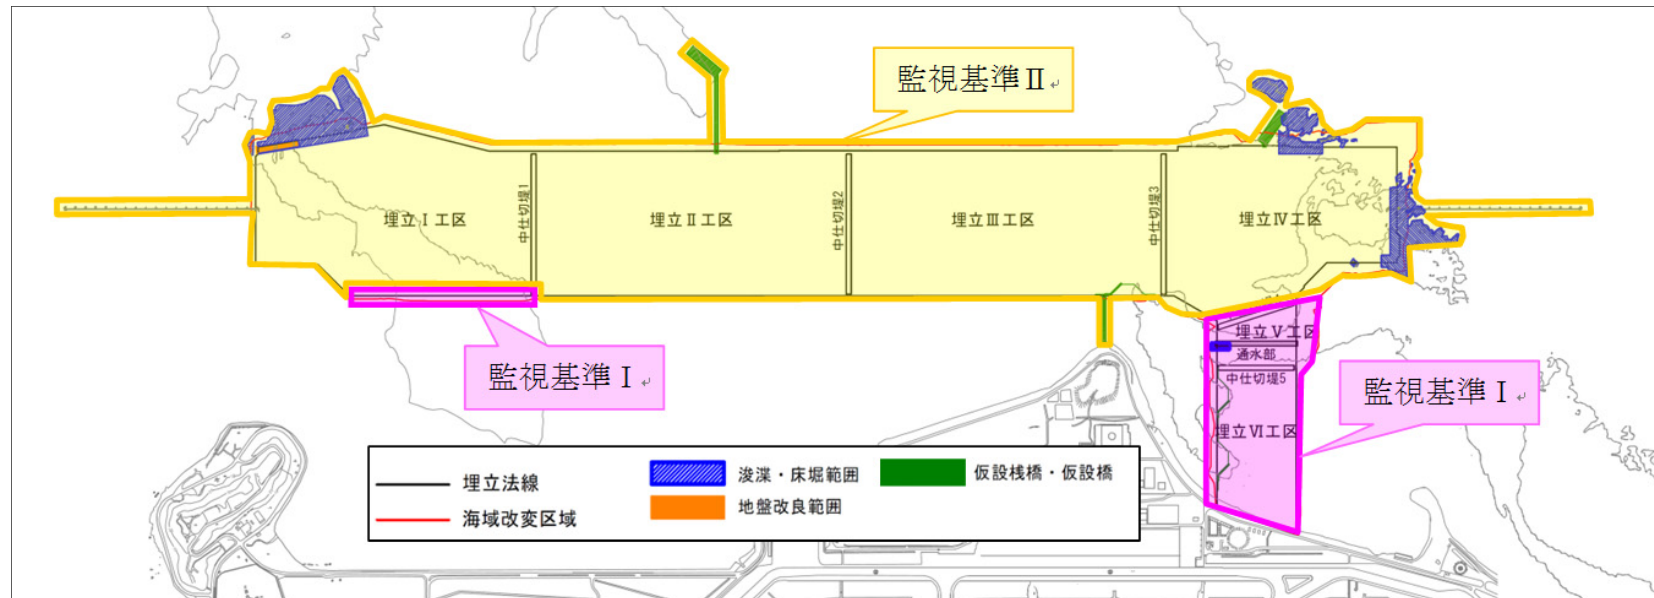 監視基準Ⅱ
埋立Ⅰ工区
中仕切堤1
埋立Ⅱ工区
中仕切堤2
埋立Ⅲ工区
中仕切堤3
埋立Ⅳ工区
監視基準Ⅰ
埋立Ⅴ工区
通水部
中仕切堤5
埋立Ⅵ工区
監視基準Ⅰ
埋立法線
海域改変区域
浚渫・床堀範囲
地盤改良範囲
仮設桟橋・仮設橋